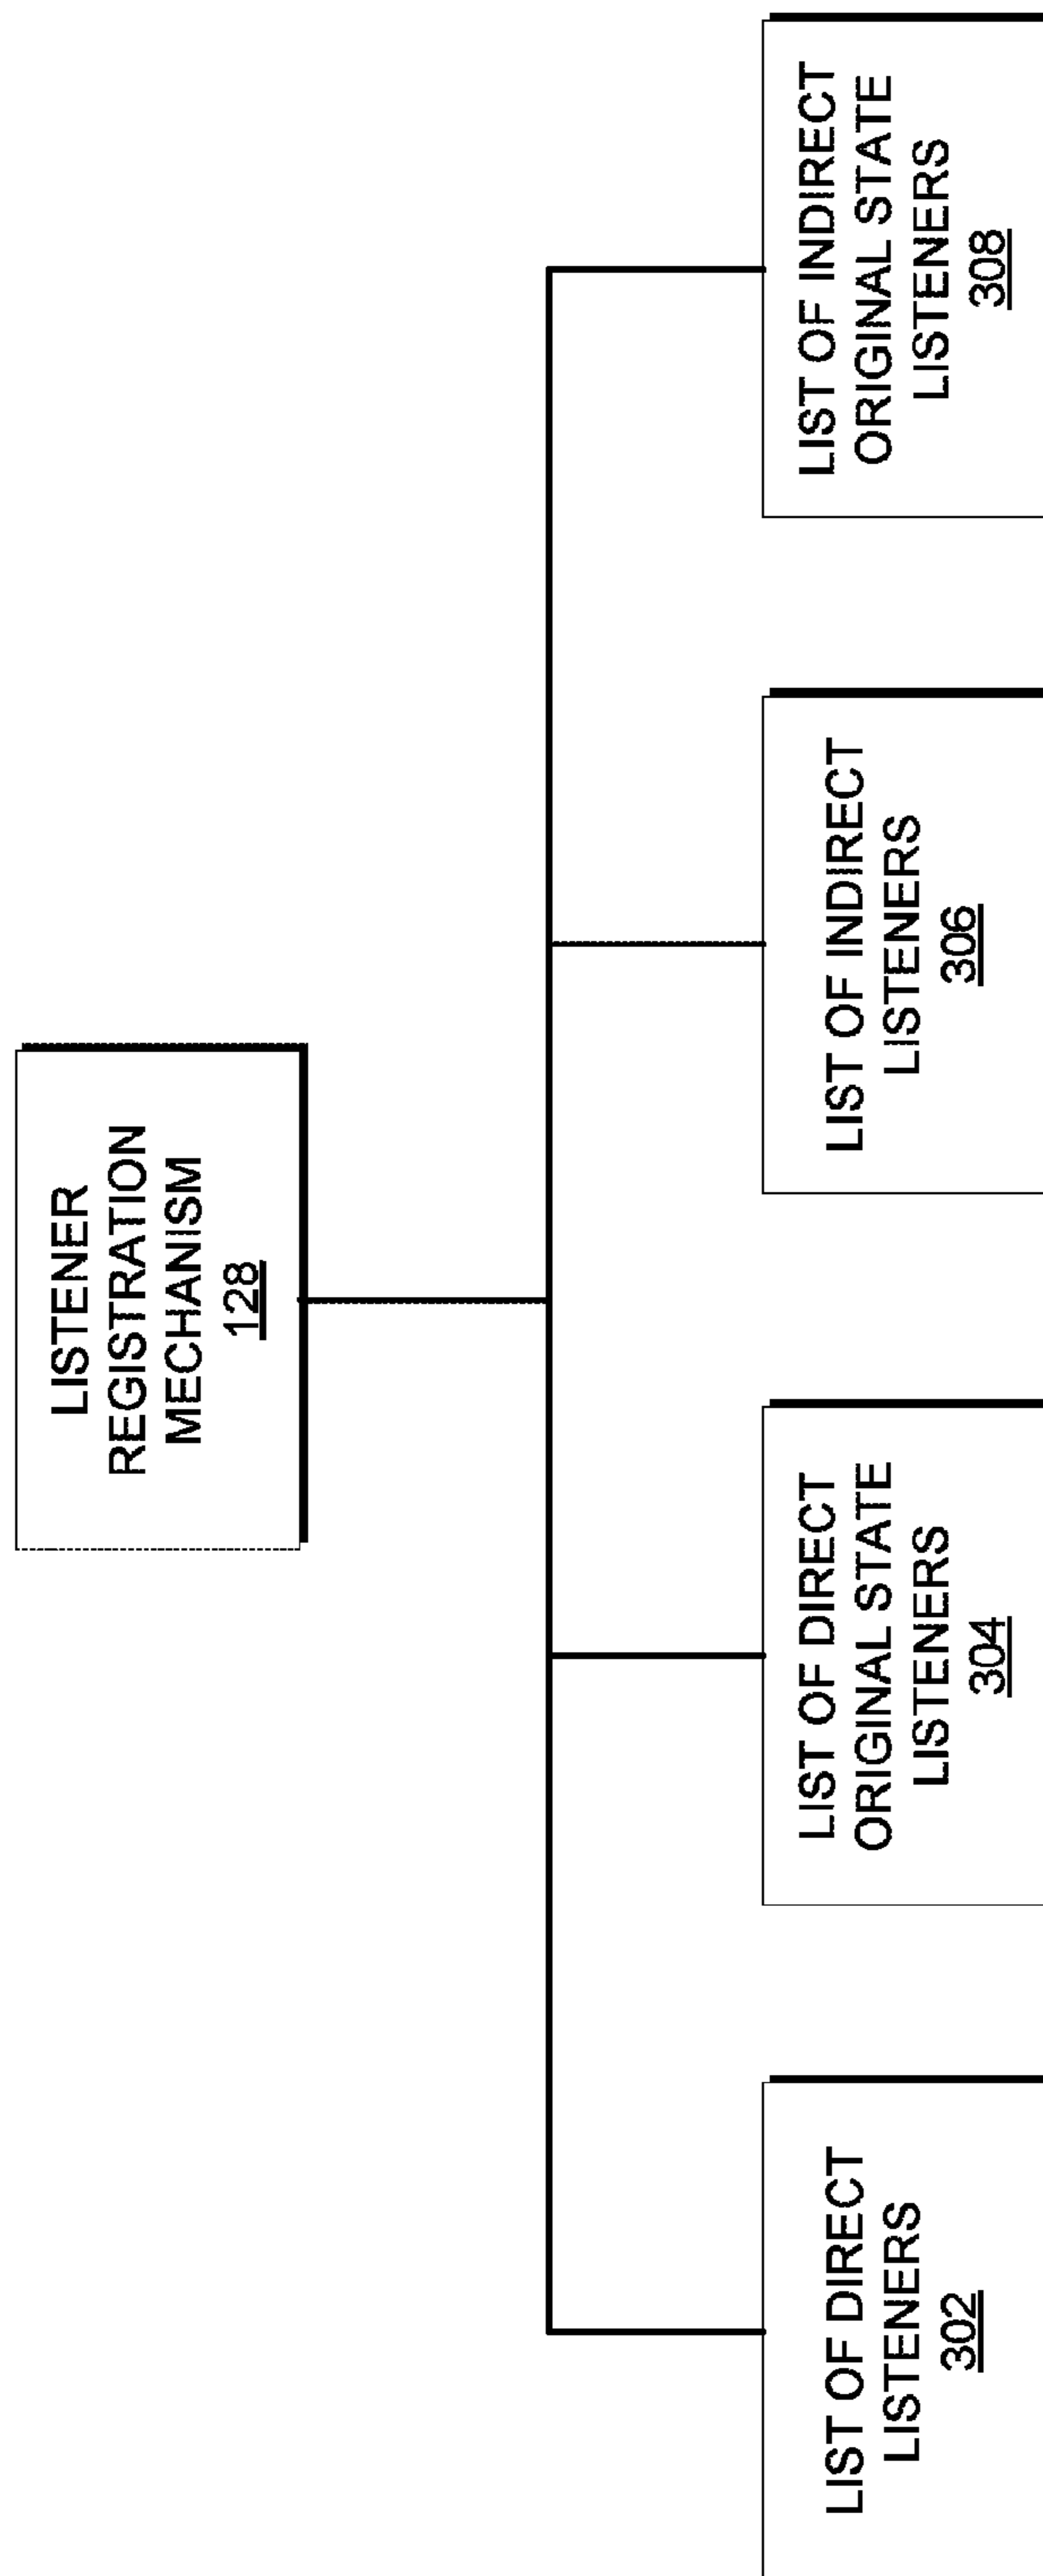 LISTENER
REGISTRATION
MECHANISM
128
LIST OF DIRECT
LISTENERS
302
LIST OF DIRECT
ORIGINAL STATE
LISTENERS
304
LIST OF INDIRECT
LISTENERS
306
LIST OF INDIRECT
ORIGINAL STATE
LISTENERS
308